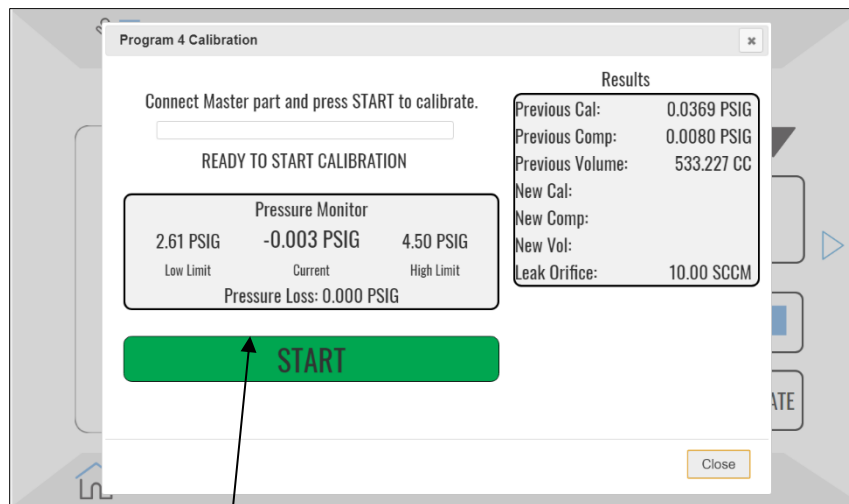 Program 4 Calibration
Connect Master part and press START to calibrate.
READY TO START CALIBRATION
Pressure Monitor
2.61 PSIG -0.003 PSIG 4.50 PSIG
Low Limit Current High Limit
Pressure Loss: 0.000 PSIG
START
Results
Previous Cal: 0.0369 PSIG
Previous Comp: 0.0080 PSIG
Previous Volume: 533.227 CC
New Cal:
New Comp:
New Vol:
Leak Orifice: 10.00 SCCM
ATE
Close